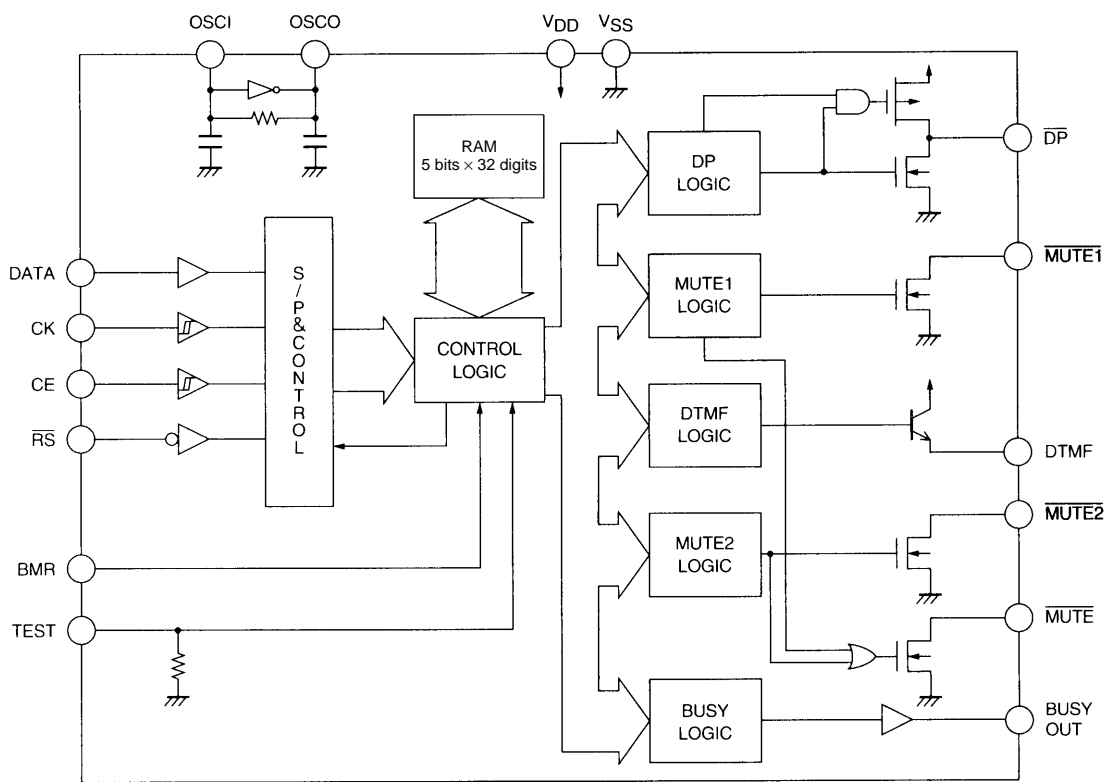 OSCI
OSCO
VDD
VSS
RAM
5 bits × 32 digits
DP
LOGIC
DP
DATA
S/P&CONTROL
MUTE1
LOGIC
MUTE1
CK
CONTROL
LOGIC
CE
DTMF
LOGIC
RS
DTMF
MUTE2
BMR
MUTE2
LOGIC
TEST
MUTE
BUSY
LOGIC
BUSY
OUT